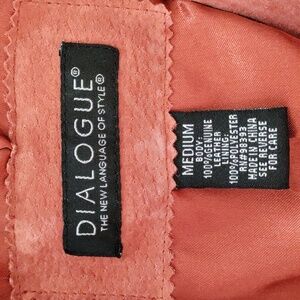 DIALOGUE®
THE NEW LANGUAGE OF STYLE®
MEDIUM
BODY:
100%GENUINE
LEATHER
LINING:
100%POLYESTER
RN#98393
MADE IN CHINA
SEE REVERSE
FOR CARE